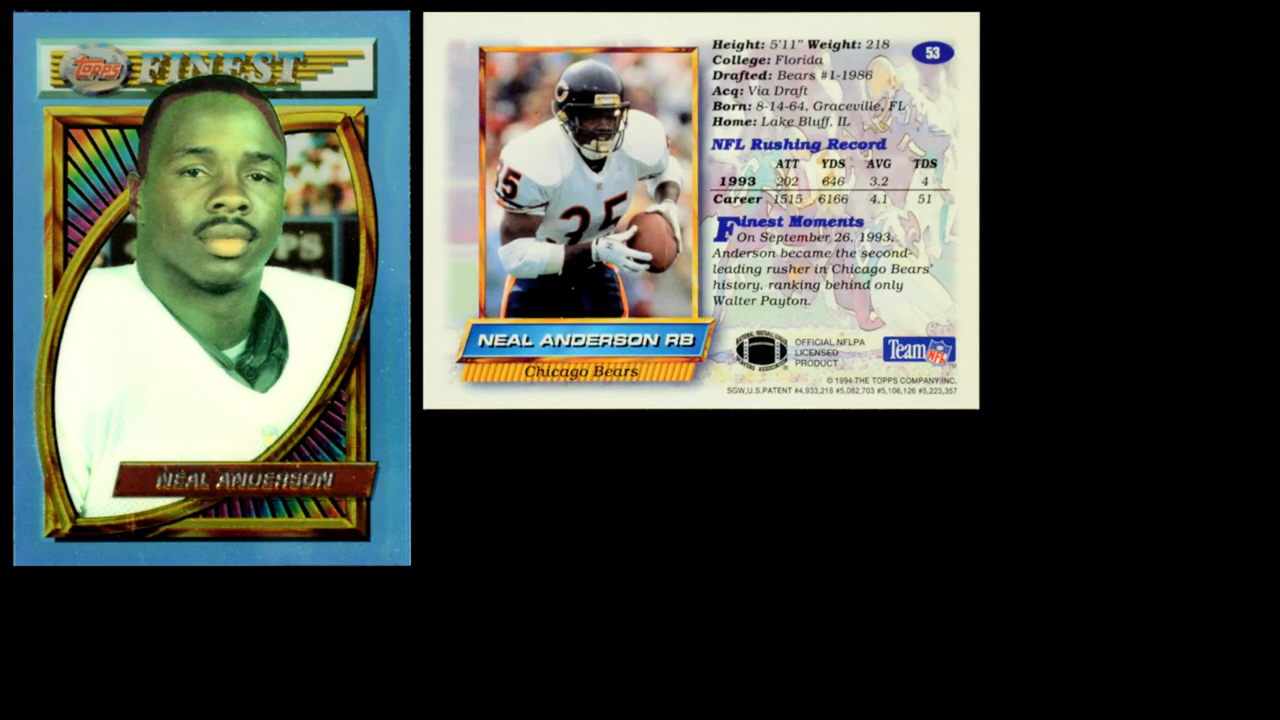 Topps FINEST
NEAL ANDERSON
53
Height: 5'11" Weight: 218
College: Florida
Drafted: Bears #1-1986
Acq: Via Draft
Born: 8-14-64, Graceville, FL
Home: Lake Bluff, IL
NFL Rushing Record
ATT YDS AVG TDS
1993 202 646 3.2 4
Career 1515 6166 4.1 51
Finest Moments
On September 26, 1993,
Anderson became the second-
leading rusher in Chicago Bears'
history, ranking behind only
Walter Payton.
35
35
C
NEAL ANDERSON RB
Chicago Bears
OFFICIAL NFLPA
LICENSED
PRODUCT
Team NFL TM
© 1994 THE TOPPS COMPANY, INC.
SGW, U.S. PATENT #4,933,218 #5,082,703 #5,106,126 #5,223,357